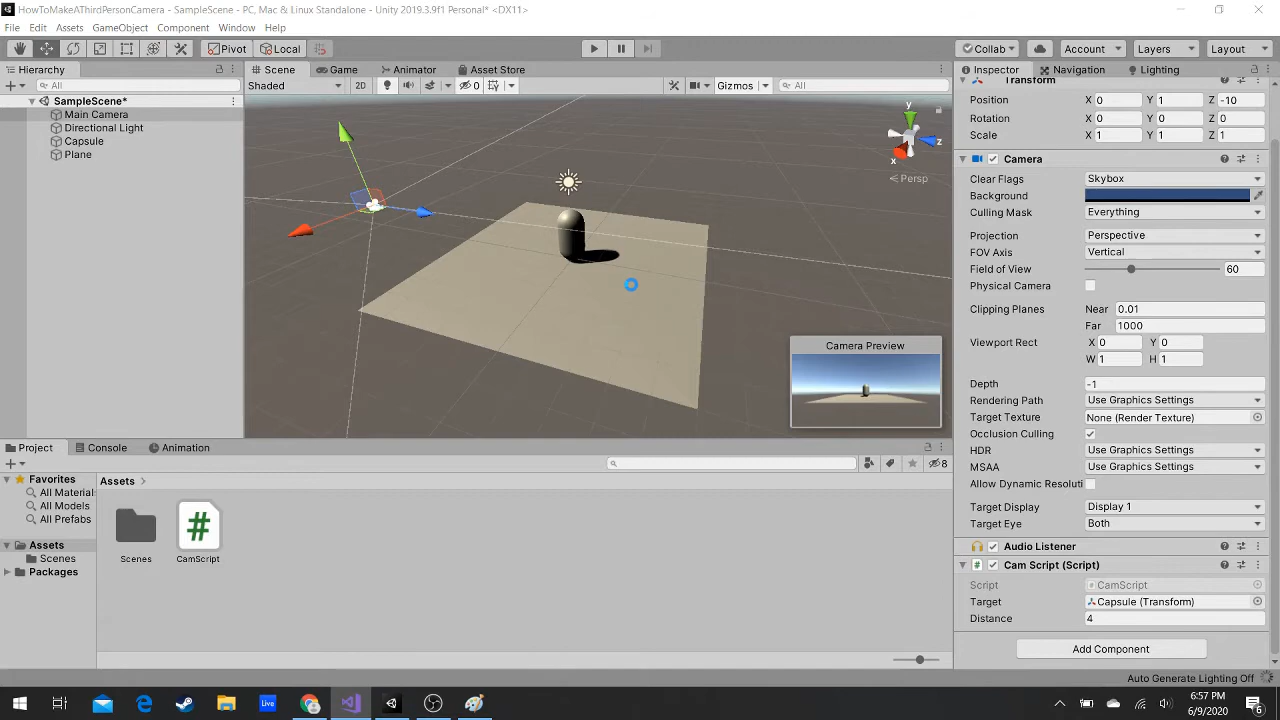 HowToMakeAThirdPersonCamera - SampleScene - PC, Mac & Linux Standalone - Unity 2019.3.9f1 Personal* <DX11>
File Edit Assets GameObject Component Window Help
Pivot Local Collab Account Layers Layout
Hierarchy Scene Game Animator Asset Store Inspector Navigation Lighting
All Shaded 2D 0 Gizmos All
SampleScene*
Main Camera
Directional Light
Capsule
Plane
y
z
x
Persp
Camera Preview
Transform
Position X 0 Y 1 Z -10
Rotation X 0 Y 0 Z 0
Scale X 1 Y 1 Z 1
Camera
Clear Flags Skybox
Background
Culling Mask Everything
Projection Perspective
FOV Axis Vertical
Field of View 60
Physical Camera
Clipping Planes Near 0.01
Far 1000
Viewport Rect X 0 Y 0
W 1 H 1
Depth -1
Rendering Path Use Graphics Settings
Target Texture None (Render Texture)
Occlusion Culling
HDR Use Graphics Settings
MSAA Use Graphics Settings
Allow Dynamic Resoluti
Target Display Display 1
Target Eye Both
Audio Listener
# Cam Script (Script)
Script # CamScript
Target Capsule (Transform)
Distance 4
Add Component
Auto Generate Lighting Off
Project Console Animation
8
Favorites
All Material
All Models
All Prefabs
Assets
Scenes
Packages
Assets
#
Scenes CamScript
Live
6:57 PM
6/9/2020
6